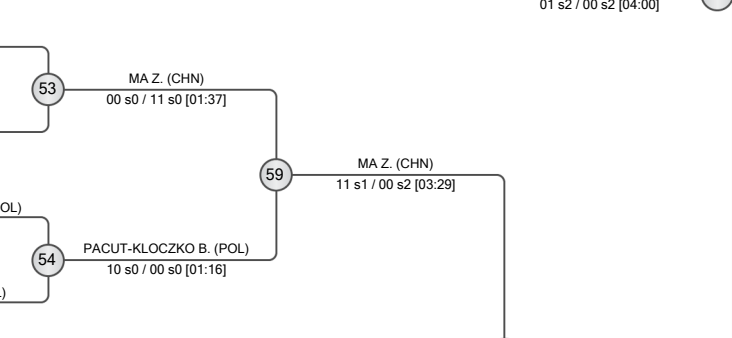 01 s2 / 00 s2 [04:00]
53
MA Z. (CHN)
00 s0 / 11 s0 [01:37]
59
MA Z. (CHN)
11 s1 / 00 s2 [03:29]
OL)
54
PACUT-KLOCZKO B. (POL)
10 s0 / 00 s0 [01:16]
.)